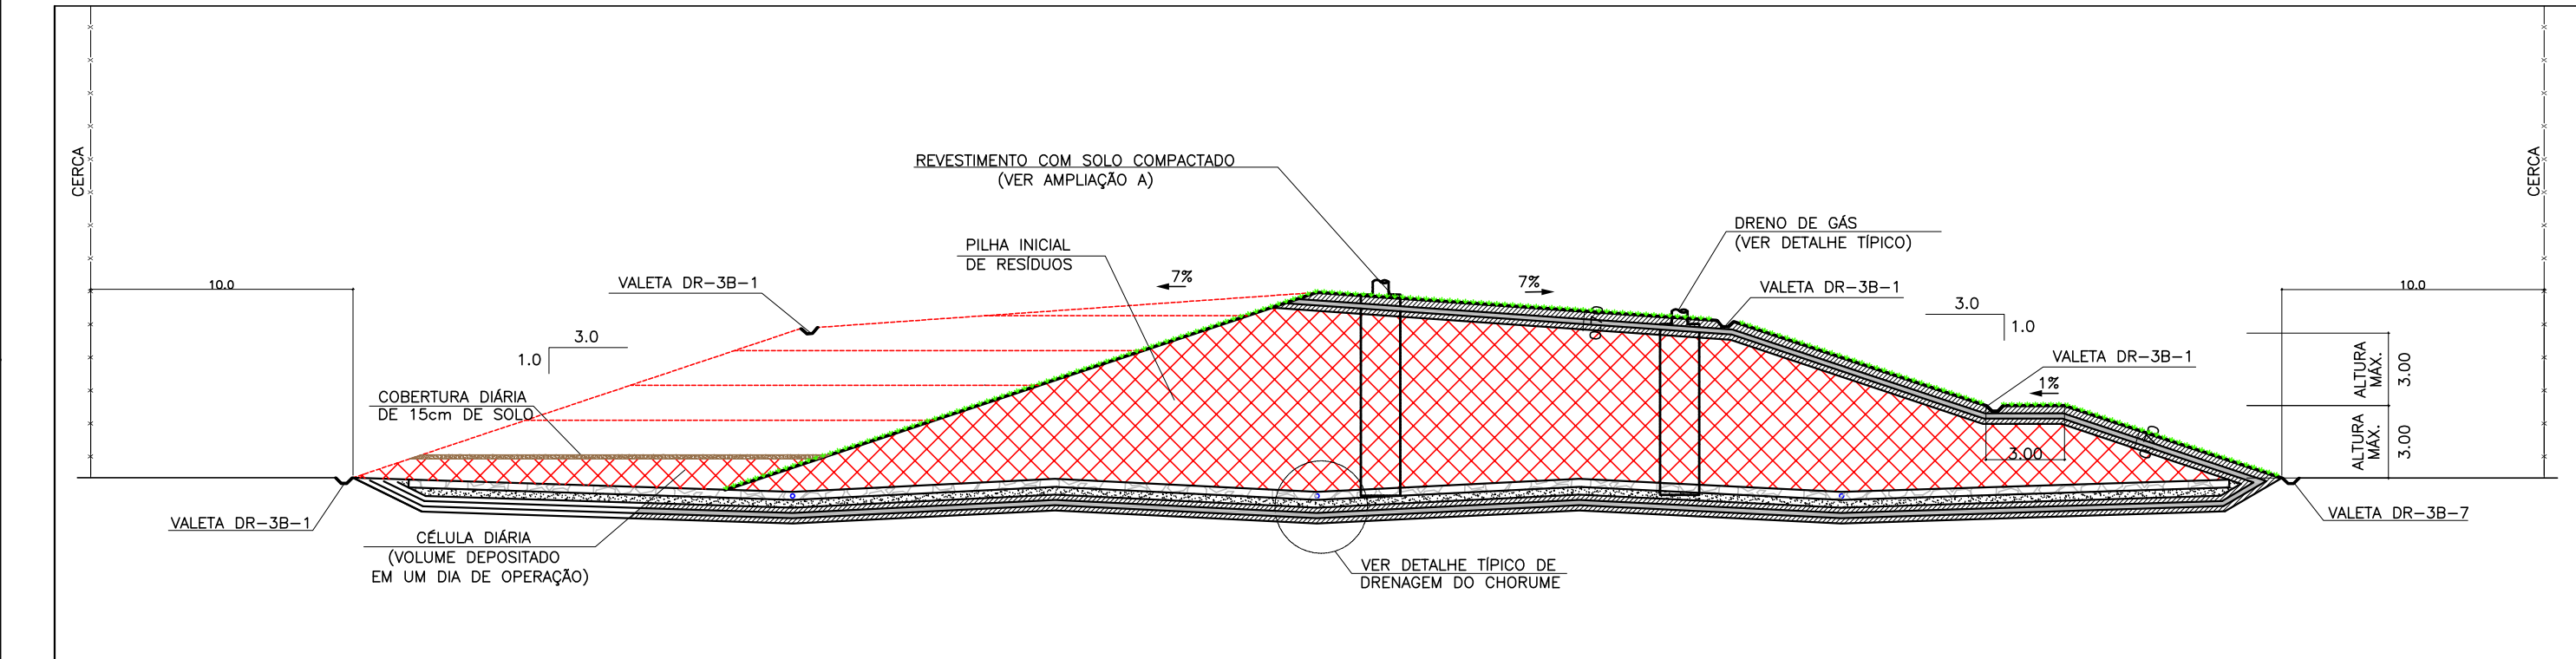 CERCA
CERCA
REVESTIMENTO COM SOLO COMPACTADO
(VER AMPLIAÇÃO A)
DRENO DE GÁS
(VER DETALHE TÍPICO)
PILHA INICIAL
DE RESÍDUOS
VALETA DR-3B-1
7%
7%
VALETA DR-3B-1
10.0
10.0
3.0
1.0
3.0
1.0
VALETA DR-3B-1
1%
ALTURA
MÁX.
3.00
ALTURA
MÁX.
3.00
COBERTURA DIÁRIA
DE 15cm DE SOLO
3.00
VALETA DR-3B-1
VALETA DR-3B-7
CÉLULA DIÁRIA
(VOLUME DEPOSITADO
EM UM DIA DE OPERAÇÃO)
VER DETALHE TÍPICO DE
DRENAGEM DO CHORUME